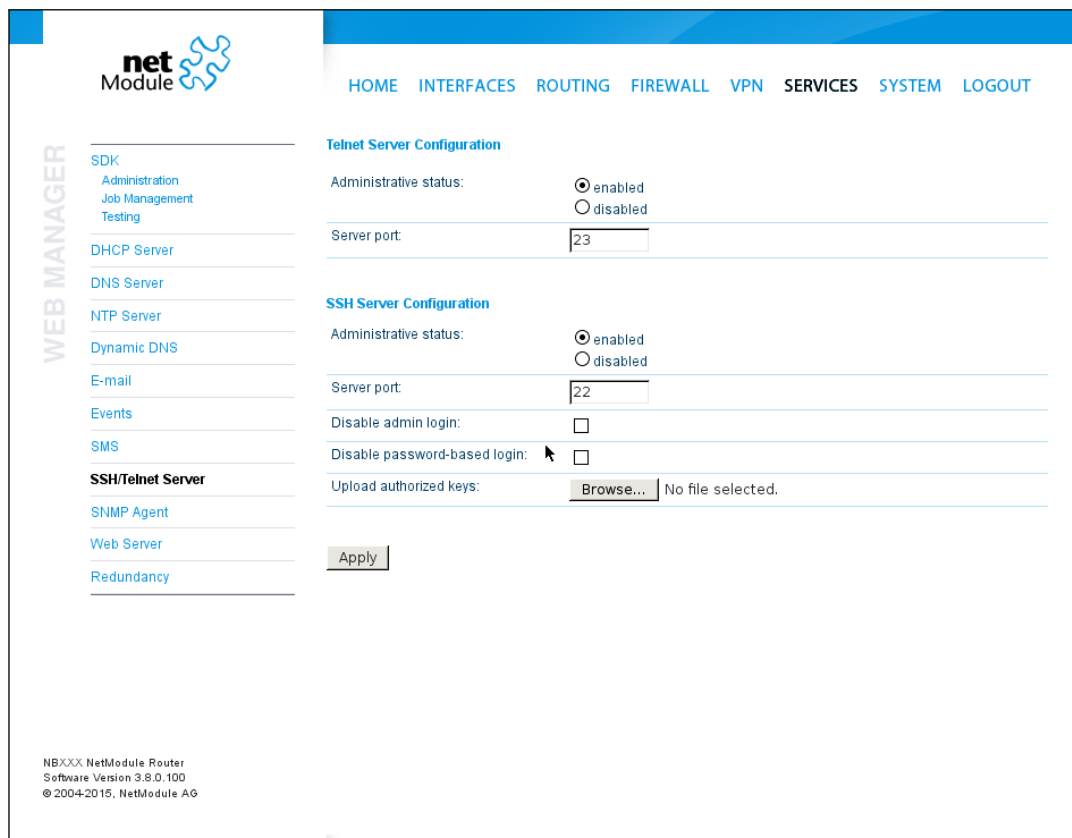 net
Module
HOME INTERFACES ROUTING FIREWALL VPN SERVICES SYSTEM LOGOUT
WEB MANAGER
SDK
Administration
Job Management
Testing
DHCP Server
DNS Server
NTP Server
Dynamic DNS
E-mail
Events
SMS
SSH/Telnet Server
SNMP Agent
Web Server
Redundancy
Telnet Server Configuration
Administrative status:
enabled
disabled
Server port:
23
SSH Server Configuration
Administrative status:
enabled
disabled
Server port:
22
Disable admin login:
Disable password-based login:
Upload authorized keys: Browse... No file selected.
Apply
NBXXX NetModule Router
Software Version 3.8.0.100
© 2004-2015, NetModule AG